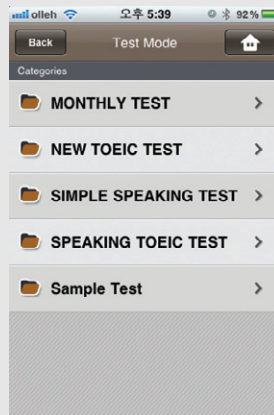 olleh 오후 5:39 92%
Back Test Mode
Categories
MONTHLY TEST
NEW TOEIC TEST
SIMPLE SPEAKING TEST
SPEAKING TOEIC TEST
Sample Test